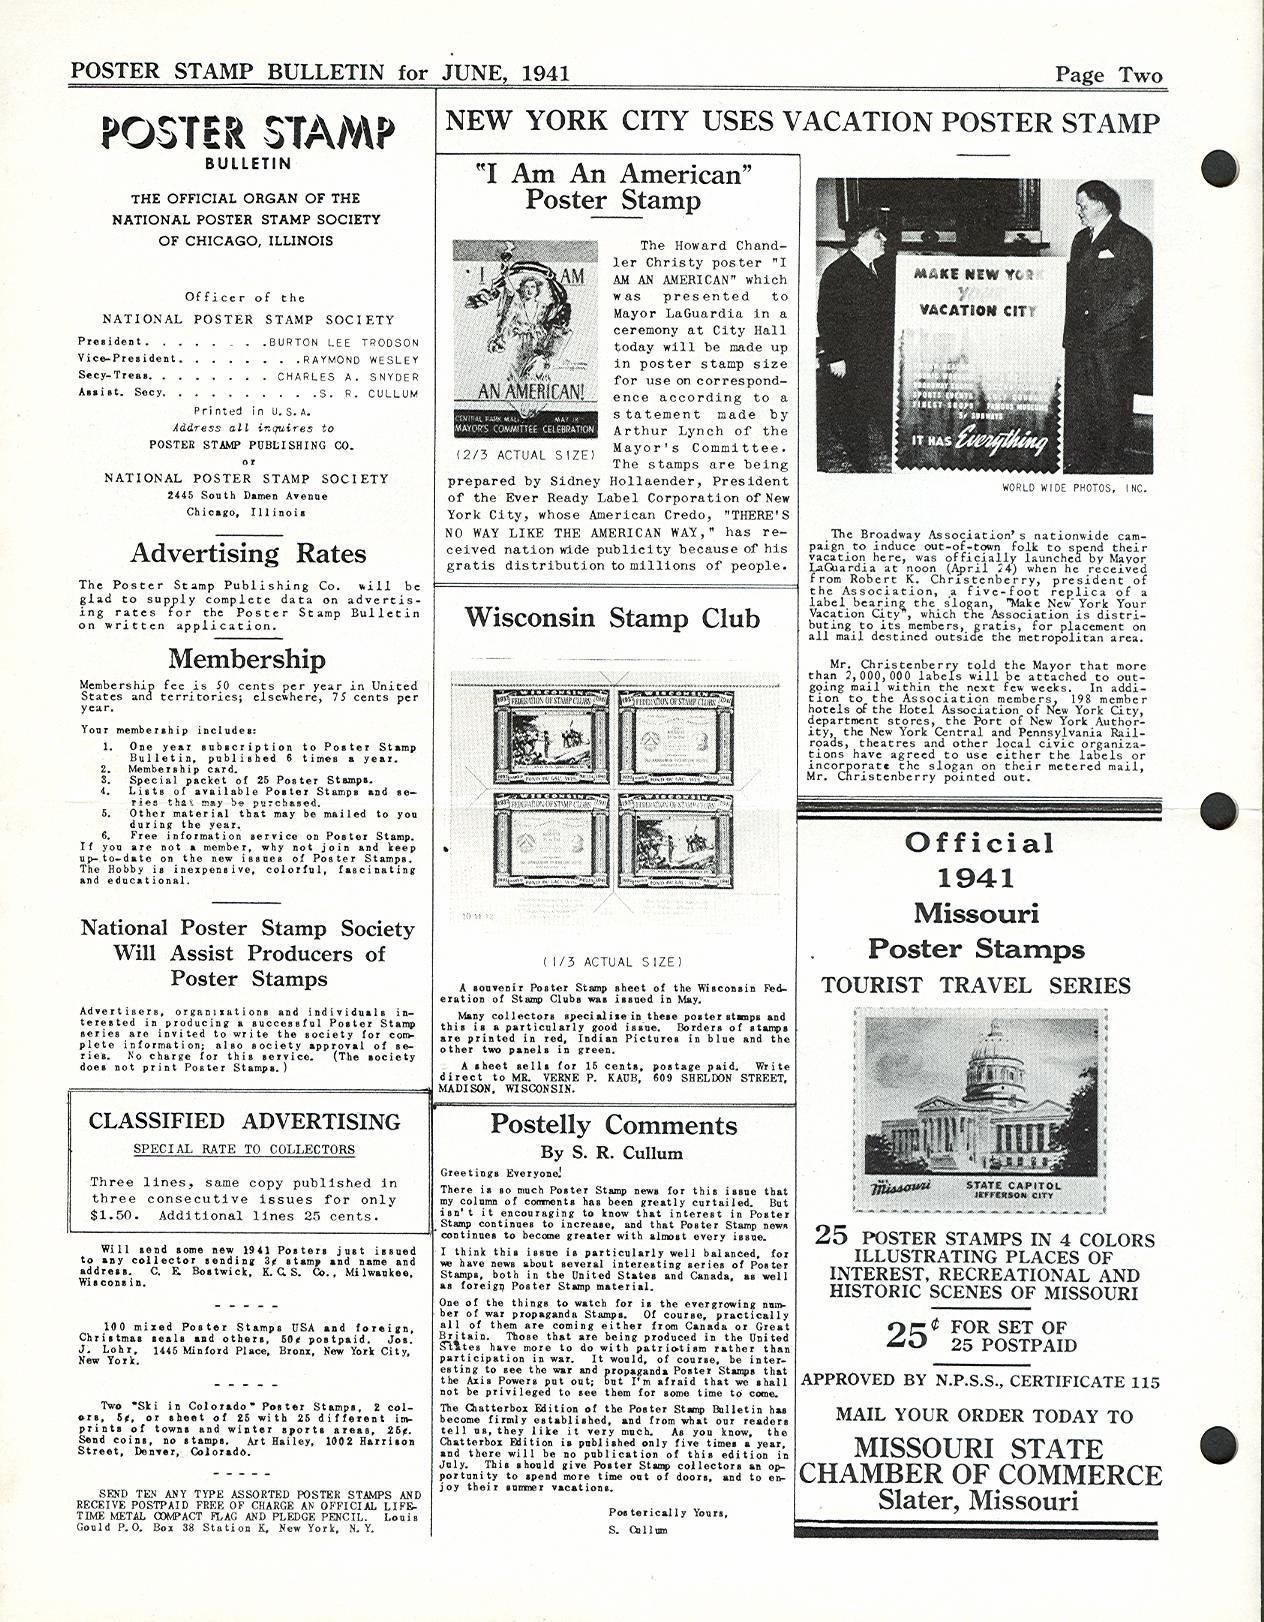 POSTER STAMP BULLETIN for JUNE, 1941
Page Two
POSTER STAMP
BULLETIN
THE OFFICIAL ORGAN OF THE
NATIONAL POSTER STAMP SOCIETY
OF CHICAGO, ILLINOIS
Officer of the
NATIONAL POSTER STAMP SOCIETY
President. . . . . . . . .BURTON LEE TRODSON
Vice-President. . . . . . . . .RAYMOND WESLEY
Secy-Treas. . . . . . . . CHARLES A. SNYDER
Assist. Secy. . . . . . . . . . .S. R. CULLUM
Printed in U.S.A.
Address all inquires to
POSTER STAMP PUBLISHING CO.
or
NATIONAL POSTER STAMP SOCIETY
2445 South Damen Avenue
Chicago, Illinois
Advertising Rates
The Poster Stamp Publishing Co. will be
glad to supply complete data on advertis-
ing rates for the Poster Stamp Bulletin
on written application.
Membership
Membership fee is 50 cents per year in United
States and territories; elsewhere, 75 cents per
year.
Your membership includes:
1. One year subscription to Poster Stamp
Bulletin, published 6 times a year.
2. Membership card.
3. Special packet of 25 Poster Stamps.
4. Lists of available Poster Stamps and se-
ries that may be purchased.
5. Other material that may be mailed to you
during the year.
6. Free information service on Poster Stamp.
If you are not a member, why not join and keep
up-to-date on the new issues of Poster Stamps.
The Hobby is inexpensive, colorful, fascinating
and educational.
National Poster Stamp Society
Will Assist Producers of
Poster Stamps
Advertisers, organizations and individuals in-
terested in producing a successful Poster Stamp
series are invited to write the society for com-
plete information; also society approval of se-
ries. No charge for this service. (The society
does not print Poster Stamps.)
CLASSIFIED ADVERTISING
SPECIAL RATE TO COLLECTORS
Three lines, same copy published in
three consecutive issues for only
$1.50. Additional lines 25 cents.
Will send some new 1941 Posters just issued
to any collector sending 3¢ stamp and name and
address. C. E. Bostwick, K.C.S. Co., Milwaukee,
Wisconsin.
- - - - -
100 mixed Poster Stamps USA and foreign,
Christmas seals and others, 50¢ postpaid. Jos.
J. Lohr, 1445 Minford Place, Bronx, New York City,
New York.
- - - - -
Two "Ski in Colorado" Poster Stamps, 2 col
ors, 5¢, or sheet of 25 with 25 different im-
prints of towns and winter sports areas, 25¢.
Send coins, no stamps. Art Hailey, 1002 Harrison
Street, Denver, Colorado.
- - - - -
SEND TEN ANY TYPE ASSORTED POSTER STAMPS AND
RECEIVE POSTPAID FREE OF CHARGE AN OFFICIAL LIFE-
TIME METAL COMPACT FLAG AND PLEDGE PENCIL. Louis
Gould P.O. Box 38 Station K, New York, N.Y.
NEW YORK CITY USES VACATION POSTER STAMP
"I Am An American"
Poster Stamp
I AM
AN AMERICAN!
CENTRAL PARK MALL MAY 18
MAYOR'S COMMITTEE CELEBRATION
(2/3 ACTUAL SIZE)
The Howard Chand-
ler Christy poster "I
AM AN AMERICAN" which
was presented to
Mayor LaGuardia in a
ceremony at City Hall
today will be made up
in poster stamp size
for use on correspond-
ence according to a
statement made by
Arthur Lynch of the
Mayor's Committee.
The stamps are being
prepared by Sidney Hollaender, President
of the Ever Ready Label Corporation of New
York City, whose American Credo, "THERE'S
NO WAY LIKE THE AMERICAN WAY," has re-
ceived nation wide publicity because of his
gratis distribution to millions of people.
Wisconsin Stamp Club
WISCONSIN WISCONSIN
FEDERATION OF STAMP CLUBS FEDERATION OF STAMP CLUBS
WISCONSIN WISCONSIN
FEDERATION OF STAMP CLUBS FEDERATION OF STAMP CLUBS
(1/3 ACTUAL SIZE)
A souvenir Poster Stamp sheet of the Wisconsin Fed-
eration of Stamp Clubs was issued in May.
Many collectors specialize in these poster stamps and
this is a particularly good issue. Borders of stamps
are printed in red, Indian Pictures in blue and the
other two panels in green.
A sheet sells for 15 cents, postage paid. Write
direct to MR. VERNE P. KAUB, 609 SHELDON STREET,
MADISON, WISCONSIN.
Postelly Comments
By S. R. Cullum
Greetings Everyone!
There is so much Poster Stamp news for this issue that
my column of comments has been greatly curtailed. But
isn't it encouraging to know that interest in Poster
Stamp continues to increase, and that Poster Stamp news
continues to become greater with almost every issue.
I think this issue is particularly well balanced, for
we have news about several interesting series of Poster
Stamps, both in the United States and Canada, as well
as foreign Poster Stamp material.
One of the things to watch for is the evergrowing num-
ber of war propaganda Stamps. Of course, practically
all of them are coming either from Canada or Great
Britain. Those that are being produced in the United
States have more to do with patriotism rather than
participation in war. It would, of course, be inter-
esting to see the war and propaganda Poster Stamps that
the Axis Powers put out; but I'm afraid that we shall
not be privileged to see them for some time to come.
The Chatterbox Edition of the Poster Stamp Bulletin has
become firmly established, and from what our readers
tell us, they like it very much. As you know, the
Chatterbox Edition is published only five times a year,
and there will be no publication of this edition in
July. This should give Poster Stamp collectors an op-
portunity to spend more time out of doors, and to en-
joy their summer vacations.
Posterically Yours,
S. Cullum
MAKE NEW YORK
YOUR
VACATION CITY
IT HAS Everything
WORLD WIDE PHOTOS, INC.
The Broadway Association's nationwide cam-
paign to induce out-of-town folk to spend their
vacation here, was officially launched by Mayor
LaGuardia at noon (April 24) when he received
from Robert K. Christenberry, president of
the Association, a five-foot replica of a
label bearing the slogan, "Make New York Your
Vacation City", which the Association is distri-
buting to its members, gratis, for placement on
all mail destined outside the metropolitan area.
Mr. Christenberry told the Mayor that more
than 2,000,000 labels will be attached to out-
going mail within the next few weeks. In addi-
tion to the Association members, 198 member
hotels of the Hotel Association of New York City,
department stores, the Port of New York Author-
ity, the New York Central and Pennsylvania Rail-
roads, theatres and other local civic organiza-
tions have agreed to use either the labels or
incorporate the slogan on their metered mail,
Mr. Christenberry pointed out.
Official
1941
Missouri
Poster Stamps
TOURIST TRAVEL SERIES
Missouri STATE CAPITOL
JEFFERSON CITY
25 POSTER STAMPS IN 4 COLORS
ILLUSTRATING PLACES OF
INTEREST, RECREATIONAL AND
HISTORIC SCENES OF MISSOURI
25¢ FOR SET OF
25 POSTPAID
APPROVED BY N.P.S.S., CERTIFICATE 115
MAIL YOUR ORDER TODAY TO
MISSOURI STATE
CHAMBER OF COMMERCE
Slater, Missouri